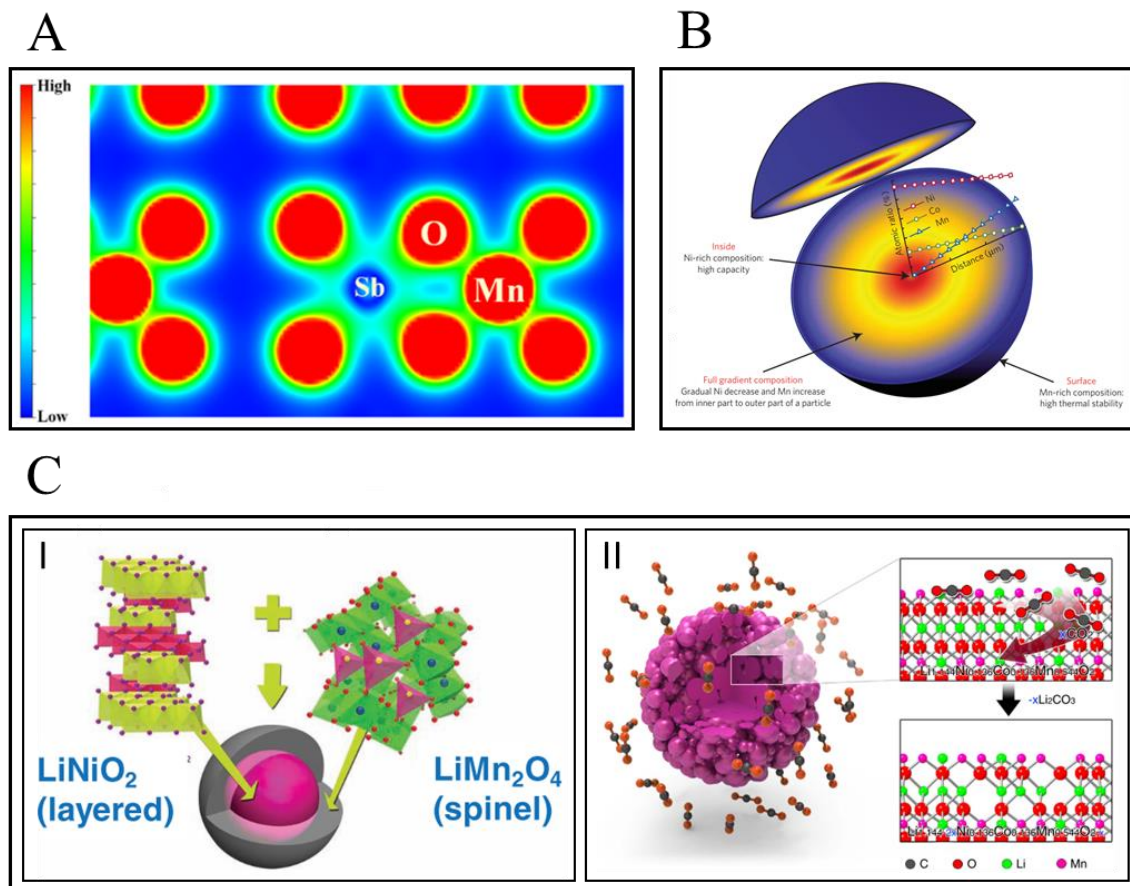 A
High
Low
O
Sb
Mn
B
Ni
Co
Mn
Atomic ratio (%)
Distance (μm)
Inside
Ni-rich composition:
high capacity
Full gradient composition
Gradual Ni decrease and Mn increase
from inner part to outer part of a particle
Surface
Mn-rich composition:
high thermal stability
C
I
LiNiO2
(layered)
2
LiMn2O4
(spinel)
II
-xLi2CO3
C
O
Li
Mn